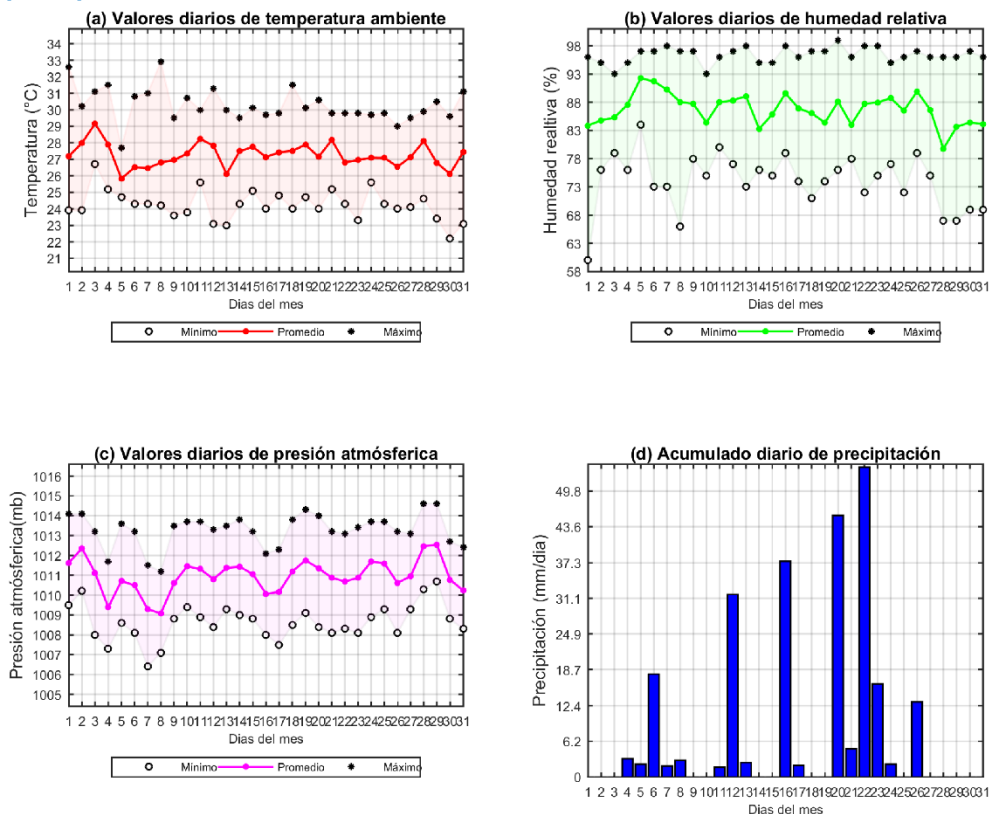 (a) Valores diarios de temperatura ambiente
Temperatura (°C)
34
33
32
31
30
29
28
27
26
25
24
23
22
21
1 2 3 4 5 6 7 8 9 10 11 12 13 14 15 16 17 18 19 20 21 22 23 24 25 26 27 28 29 30 31
Dias del mes
Mínimo Promedio Máximo
(b) Valores diarios de humedad relativa
Humedad realtiva (%)
98
93
88
83
78
73
68
63
58
1 2 3 4 5 6 7 8 9 10 11 12 13 14 15 16 17 18 19 20 21 22 23 24 25 26 27 28 29 30 31
Dias del mes
Mínimo Promedio Máximo
(c) Valores diarios de presión atmósferica
Presión atmósferica(mb)
1016
1015
1014
1013
1012
1011
1010
1009
1008
1007
1006
1005
1 2 3 4 5 6 7 8 9 10 11 12 13 14 15 16 17 18 19 20 21 22 23 24 25 26 27 28 29 30 31
Dias del mes
Mínimo Promedio Máximo
(d) Acumulado diario de precipitación
Precipitación (mm/dia)
49.8
43.6
37.3
31.1
24.9
18.7
12.4
6.2
0
1 2 3 4 5 6 7 8 9 10 11 12 13 14 15 16 17 18 19 20 21 22 23 24 25 26 27 28 29 30 31
Dias del mes